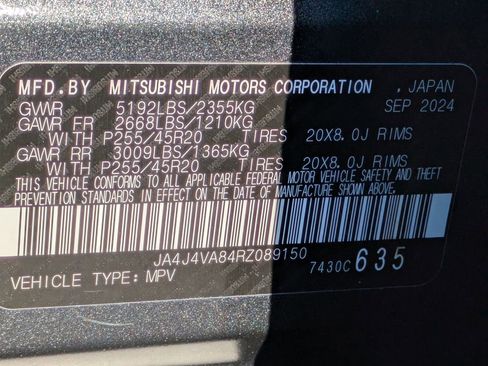 MFD.BY MITSUBISHI MOTORS CORPORATION , JAPAN
GVWR 5192LBS/2355KG SEP 2024
GAWR FR 2668LBS/1210KG
WITH P255/45R20 TIRES 20X8.0J RIMS
GAWR RR 3009LBS/1365KG
WITH P255/45R20 TIRES 20X8.0J RIMS
THIS VEHICLE CONFORMS TO ALL APPLICABLE FEDERAL MOTOR VEHICLE SAFETY AND THEFT
PREVENTION STANDARDS IN EFFECT ON THE DATE OF MANUFACTURE SHOWN ABOVE.
JA4J4VA84RZ089150
VEHICLE TYPE: MPV 7430C 635